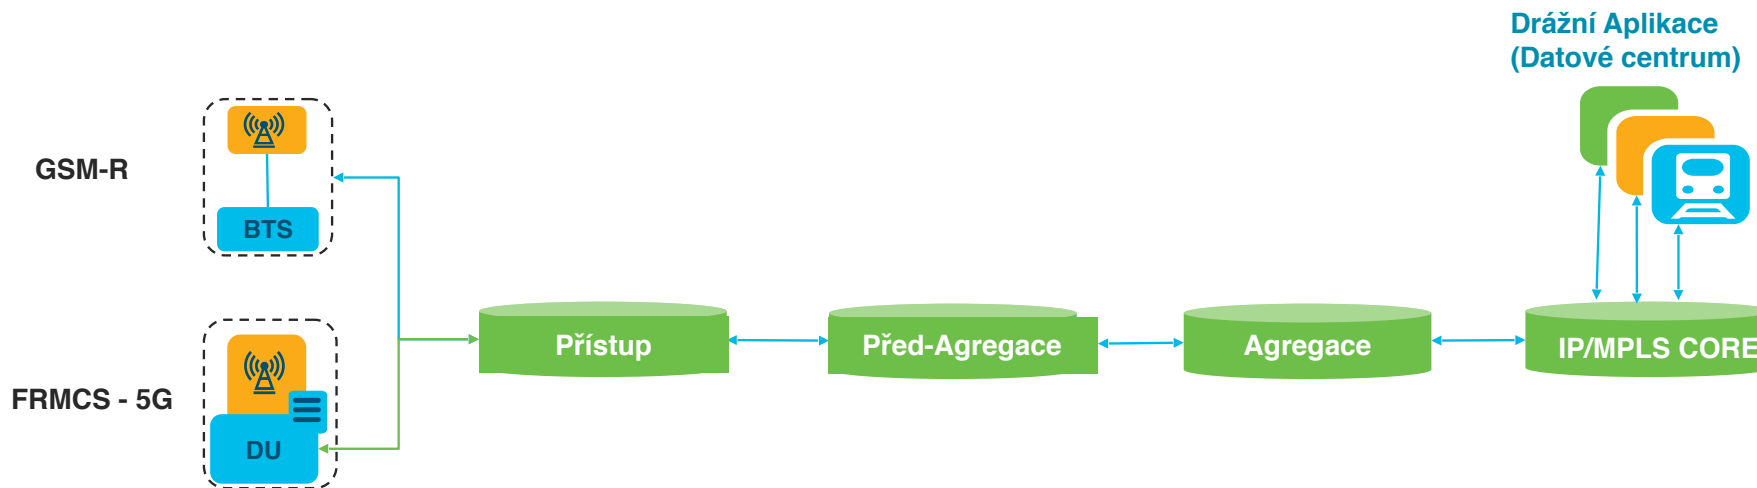 Drážní Aplikace
(Datové centrum)
GSM-R
BTS
Přístup
Před-Agregace
Agregace
IP/MPLS CORE
FRMCS - 5G
DU